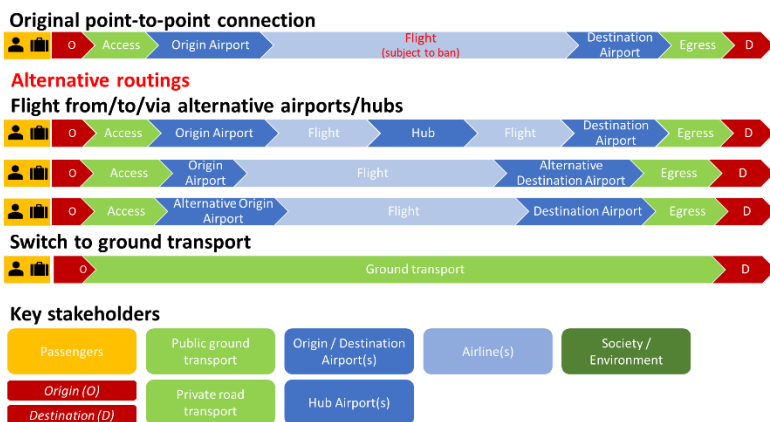 Original point-to-point connection
O Access Origin Airport Flight (subject to ban) Destination Airport Egress D
Alternative routings
Flight from/to/via alternative airports/hubs
O Access Origin Airport Flight Hub Flight Destination Airport Egress D
O Access Origin Airport Flight Alternative Destination Airport Egress D
O Access Alternative Origin Airport Flight Destination Airport Egress D
Switch to ground transport
O Ground transport D
Key stakeholders
Passengers
Public ground
transport
Origin / Destination
Airport(s)
Airline(s)
Society /
Environment
Origin (O)
Destination (D)
Private road
transport
Hub Airport(s)